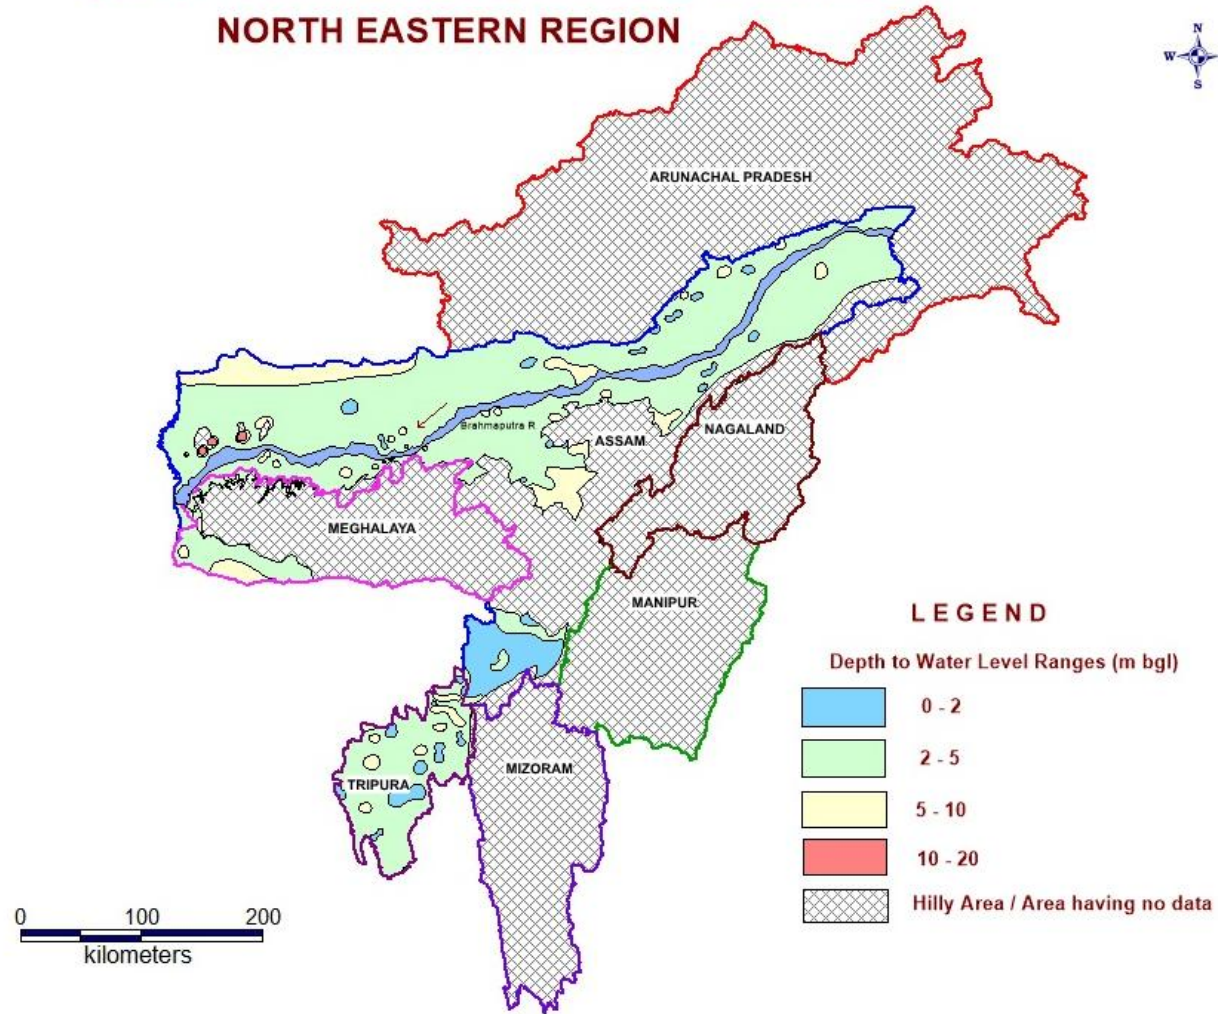 NORTH EASTERN REGION
N
W
S
ARUNACHAL PRADESH
Brahmaputra R
ASSAM
NAGALAND
MEGHALAYA
MANIPUR
TRIPURA
MIZORAM
LEGEND
Depth to Water Level Ranges (m bgl)
0 - 2
2 - 5
5 - 10
10 - 20
Hilly Area / Area having no data
0 100 200
kilometers